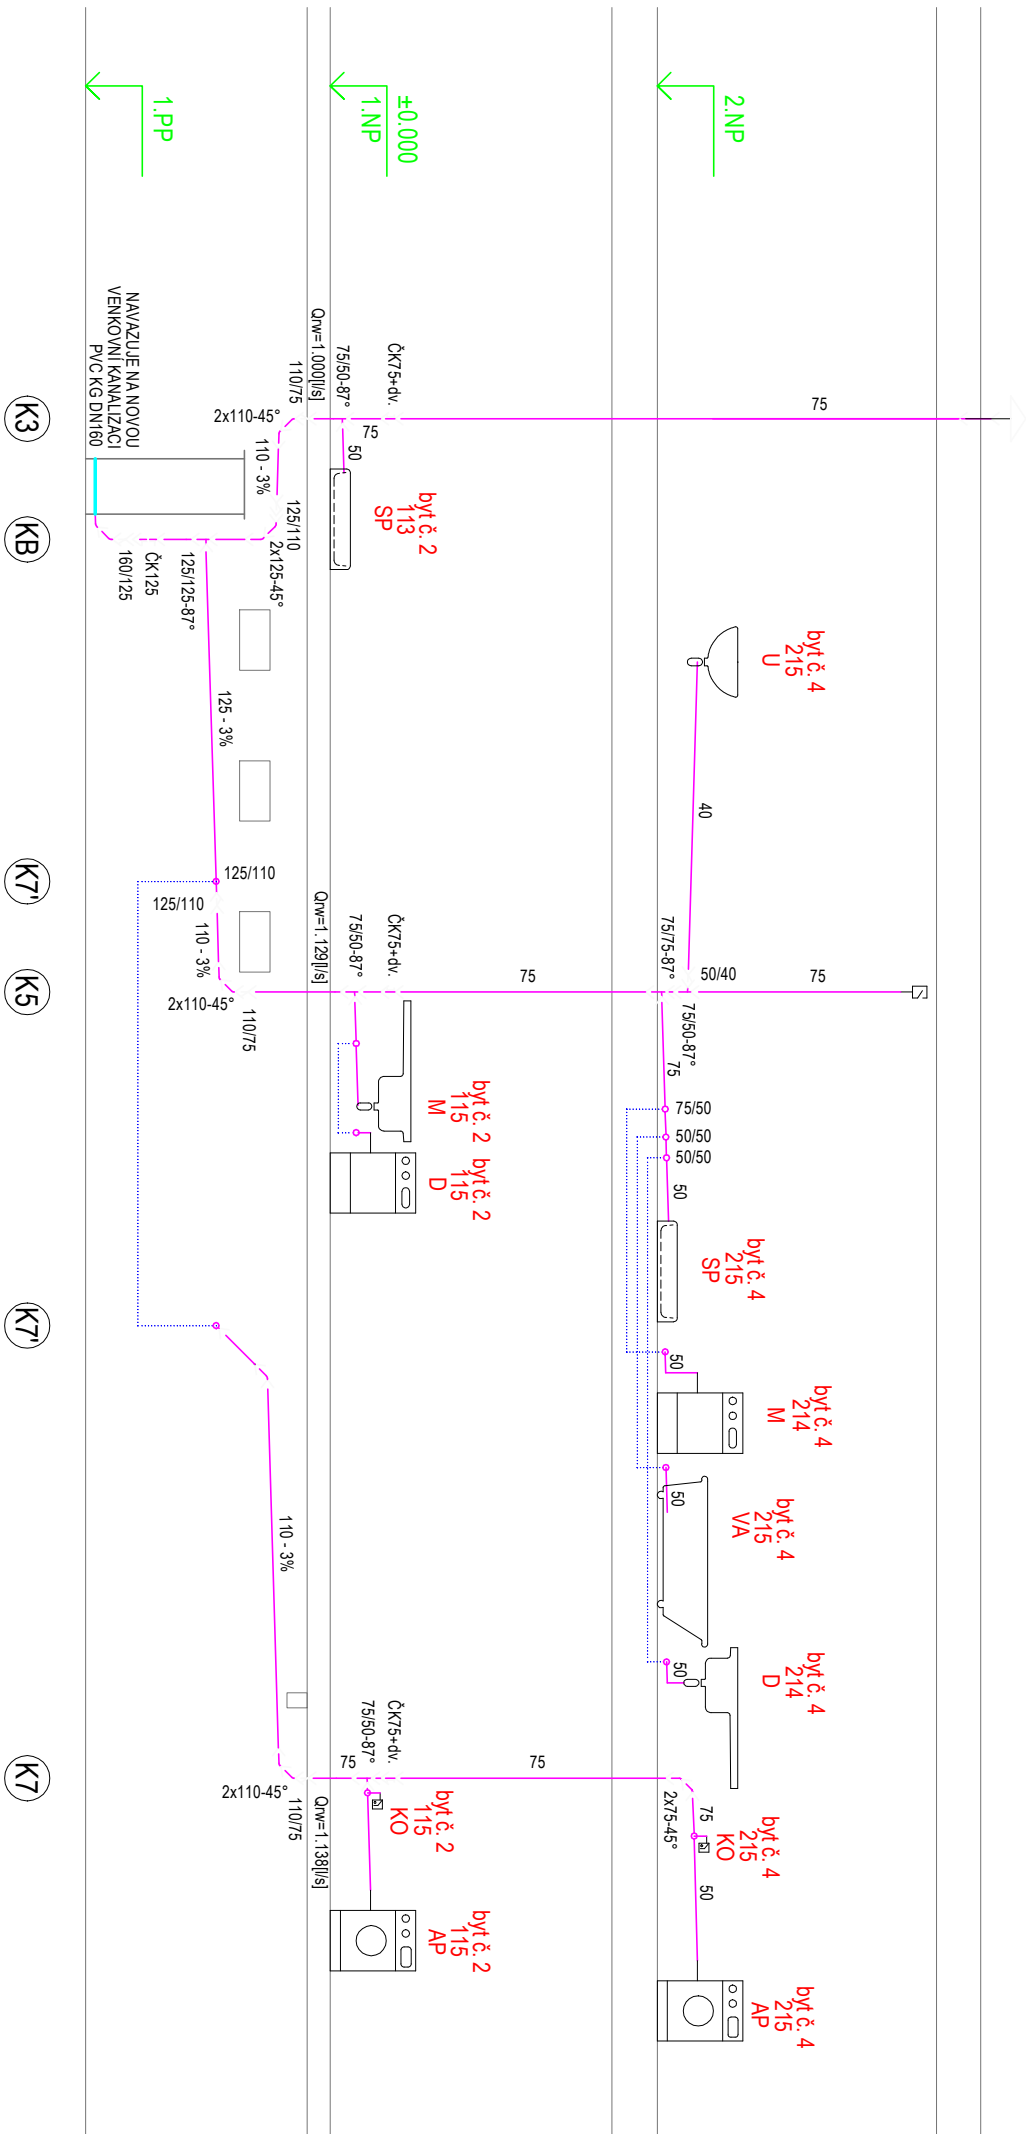 2.NP
±0.000
1.NP
1.PP
75
75
75
byt č. 4
215
U
40
50/40
75/75-87°
75/50-87°
75
75/50
50/50
50/50
50
byt č. 4
215
SP
50
byt č. 4
214
M
50
byt č. 4
215
VA
50
byt č. 4
214
D
byt č. 4
215
KO
75
50
2x75-45°
byt č. 4
215
AP
75
75
ČK75+dv.
75/50-87°
Qrw=1.000[l/s]
110/75
75
50
byt č. 2
113
SP
ČK75+dv.
75/50-87°
Qrw=1.129[l/s]
byt č. 2
115
M
byt č. 2
115
D
ČK75+dv.
75/50-87°
110/75
Qrw=1.138[l/s]
byt č. 2
115
KO
byt č. 2
115
AP
2x110-45°
110 - 3%
125/110
2x125-45°
NAVAZUJE NA NOVOU
VENKOVNÍ KANALIZACI
PVC KG DN160
160/125
ČK125
125/125-87°
125 - 3%
125/110
125/110
110 - 3%
2x110-45°
110/75
110 - 3%
2x110-45°
K3
KB
K7'
K5
K7'
K7